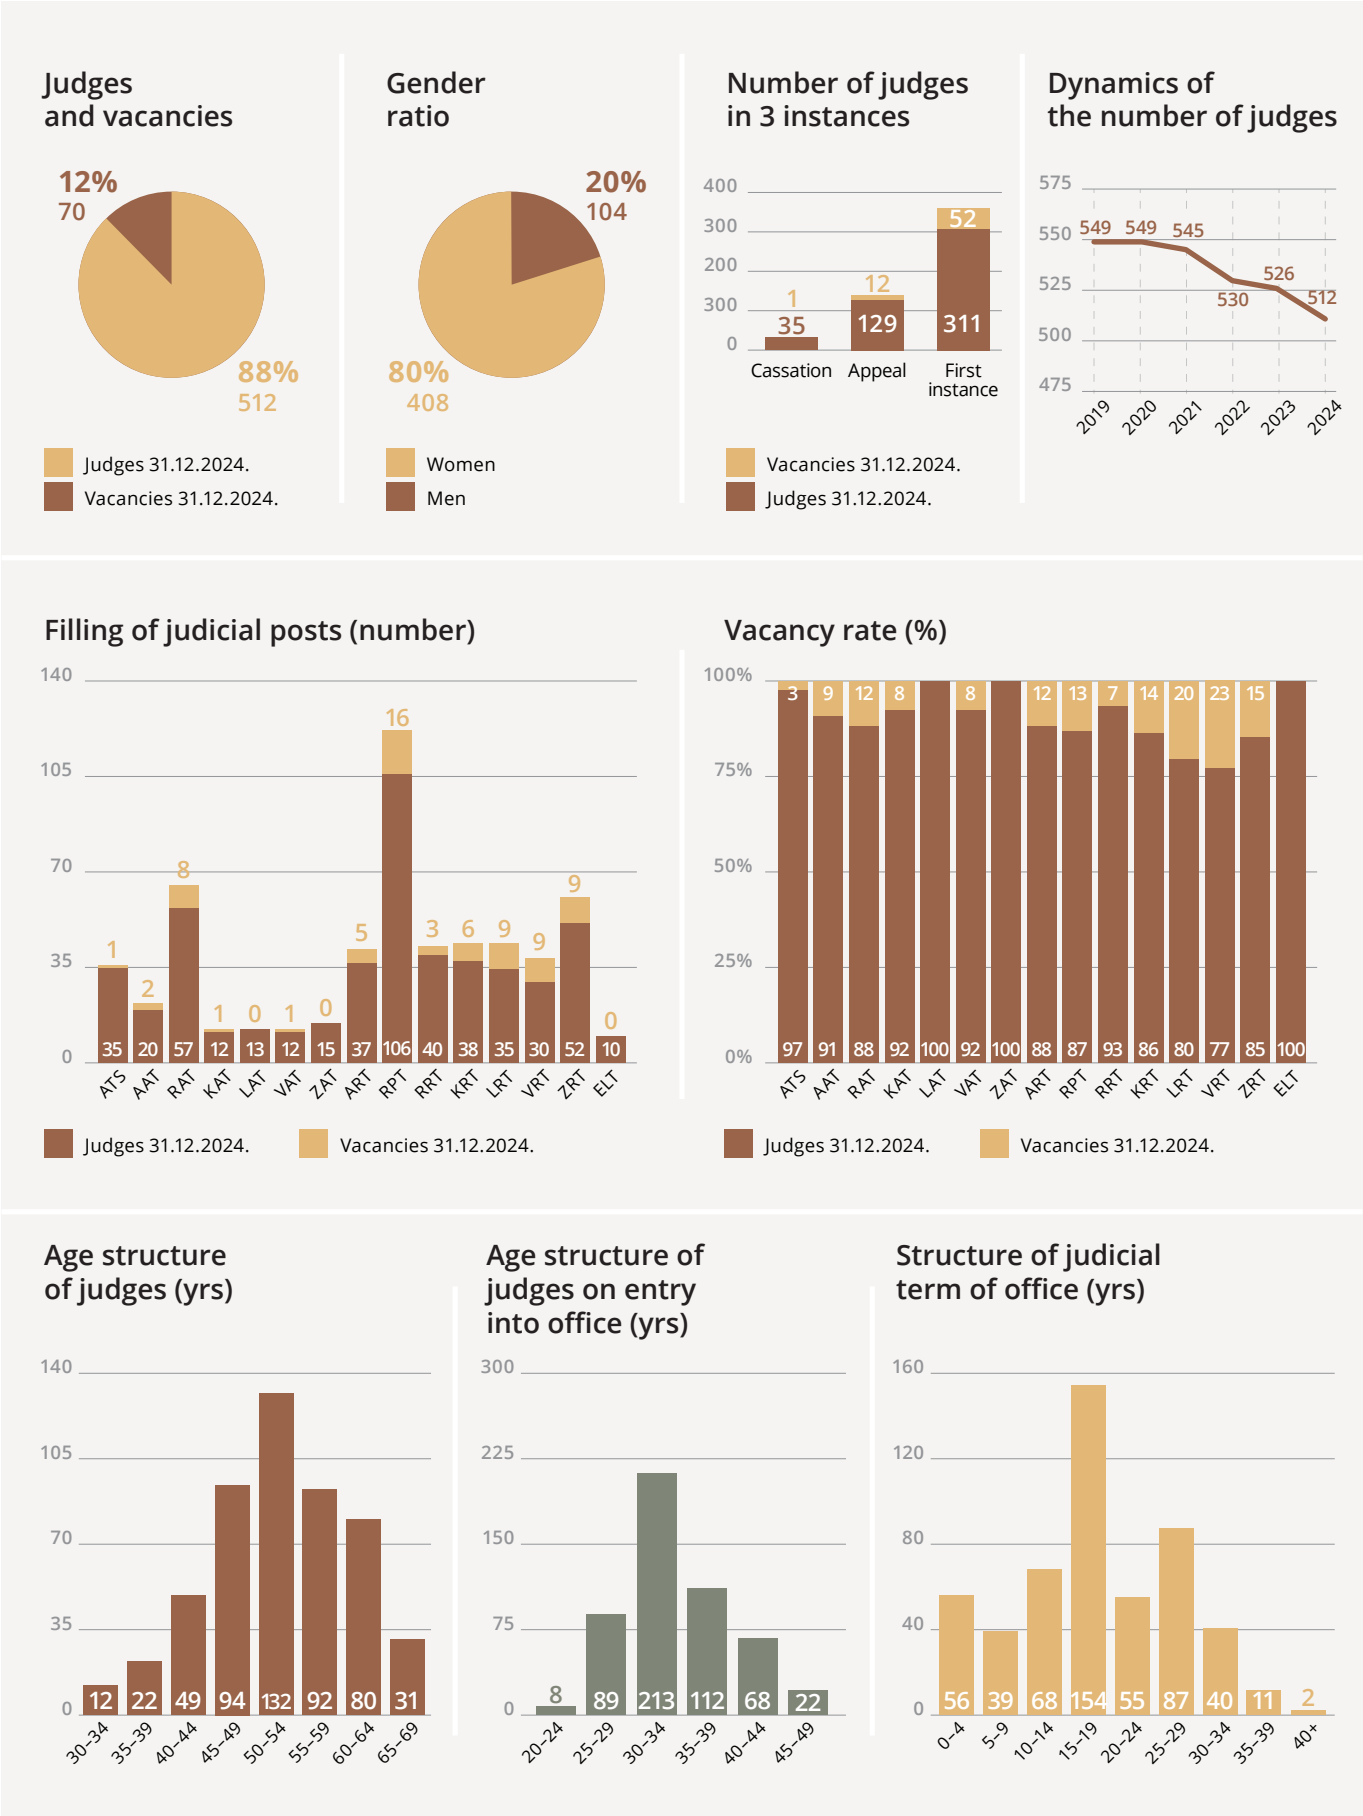 Judges
and vacancies
12%
70
88%
512
Judges 31.12.2024.
Vacancies 31.12.2024.
Gender
ratio
20%
104
80%
408
Women
Men
Number of judges
in 3 instances
400
300
200
300
0
1
35
12
129
52
311
Cassation Appeal First
instance
Vacancies 31.12.2024.
Judges 31.12.2024.
Dynamics of
the number of judges
575
550
525
500
475
549 549 545
530
526
512
2019 2020 2021 2022 2023 2024
Filling of judicial posts (number)
140
105
70
35
0
1 2 8 1 0 1 0 5 16 3 6 9 9 9 0
35 20 57 12 13 12 15 37 106 40 38 35 30 52 10
ATS AAT RAT KAT LAT VAT ZAT ART RPT RRT KRT LRT VRT ZRT ELT
Judges 31.12.2024. Vacancies 31.12.2024.
Vacancy rate (%)
100%
75%
50%
25%
0%
3 9 12 8 8 12 13 7 14 20 23 15
97 91 88 92 100 92 100 88 87 93 86 80 77 85 100
ATS AAT RAT KAT LAT VAT ZAT ART RPT RRT KRT LRT VRT ZRT ELT
Judges 31.12.2024. Vacancies 31.12.2024.
Age structure
of judges (yrs)
140
105
70
35
0
12 22 49 94 132 92 80 31
30–34 35–39 40–44 45–49 50–54 55–59 60–64 65–69
Age structure of
judges on entry
into office (yrs)
300
225
150
75
0
8 89 213 112 68 22
20–24 25–29 30–34 35–39 40–44 45–49
Structure of judicial
term of office (yrs)
160
120
80
40
0
56 39 68 154 55 87 40 11 2
0–4 5–9 10–14 15–19 20–24 25–29 30–34 35–39 40+